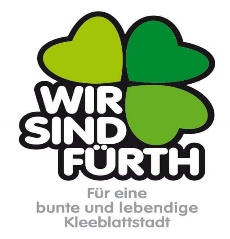 WIR
SIND
FÜRTH
Für eine
bunte und lebendige
Kleeblattstadt